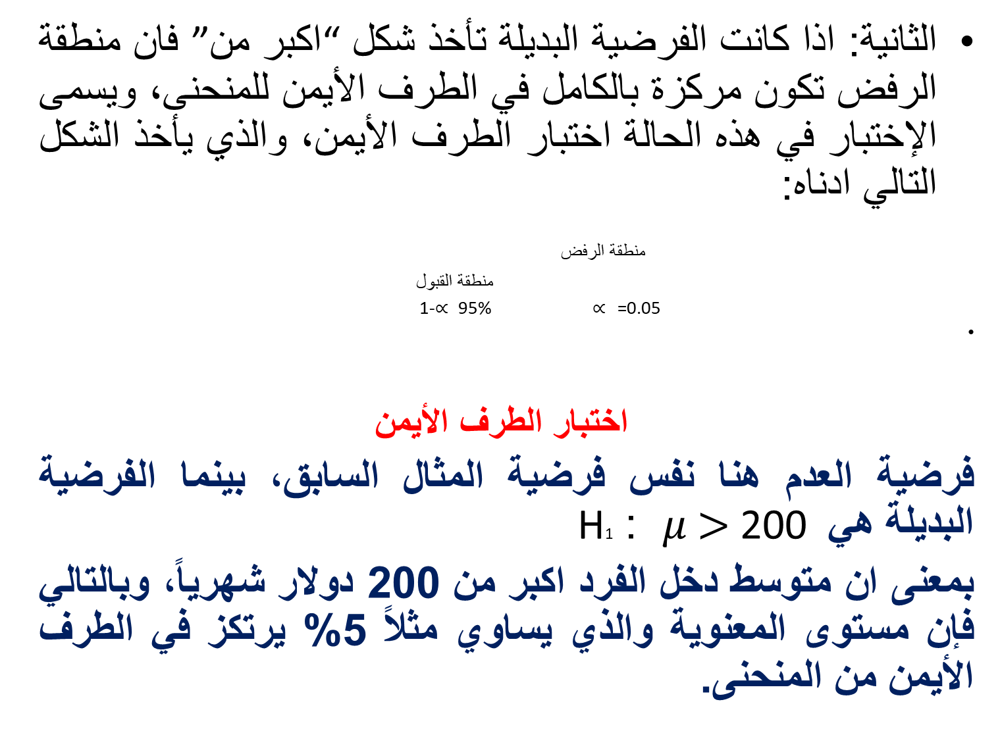 • الثانية: اذا كانت الفرضية البديلة تأخذ شكل “اكبر من” فان منطقة
الرفض تكون مركزة بالكامل في الطرف الأيمن للمنحنى، ويسمى
الإختبار في هذه الحالة اختبار الطرف الأيمن، والذي يأخذ الشكل
التالي ادناه:
منطقة الرفض
منطقة القبول
1-∝ 95%
∝ =0.05
•
اختبار الطرف الأيمن
فرضية العدم هنا نفس فرضية المثال السابق، بينما الفرضية
البديلة هي H₁ : μ > 200
بمعنى ان متوسط دخل الفرد اكبر من 200 دولار شهرياً، وبالتالي
فإن مستوى المعنوية والذي يساوي مثلاً 5% يرتكز في الطرف
الأيمن من المنحنى.